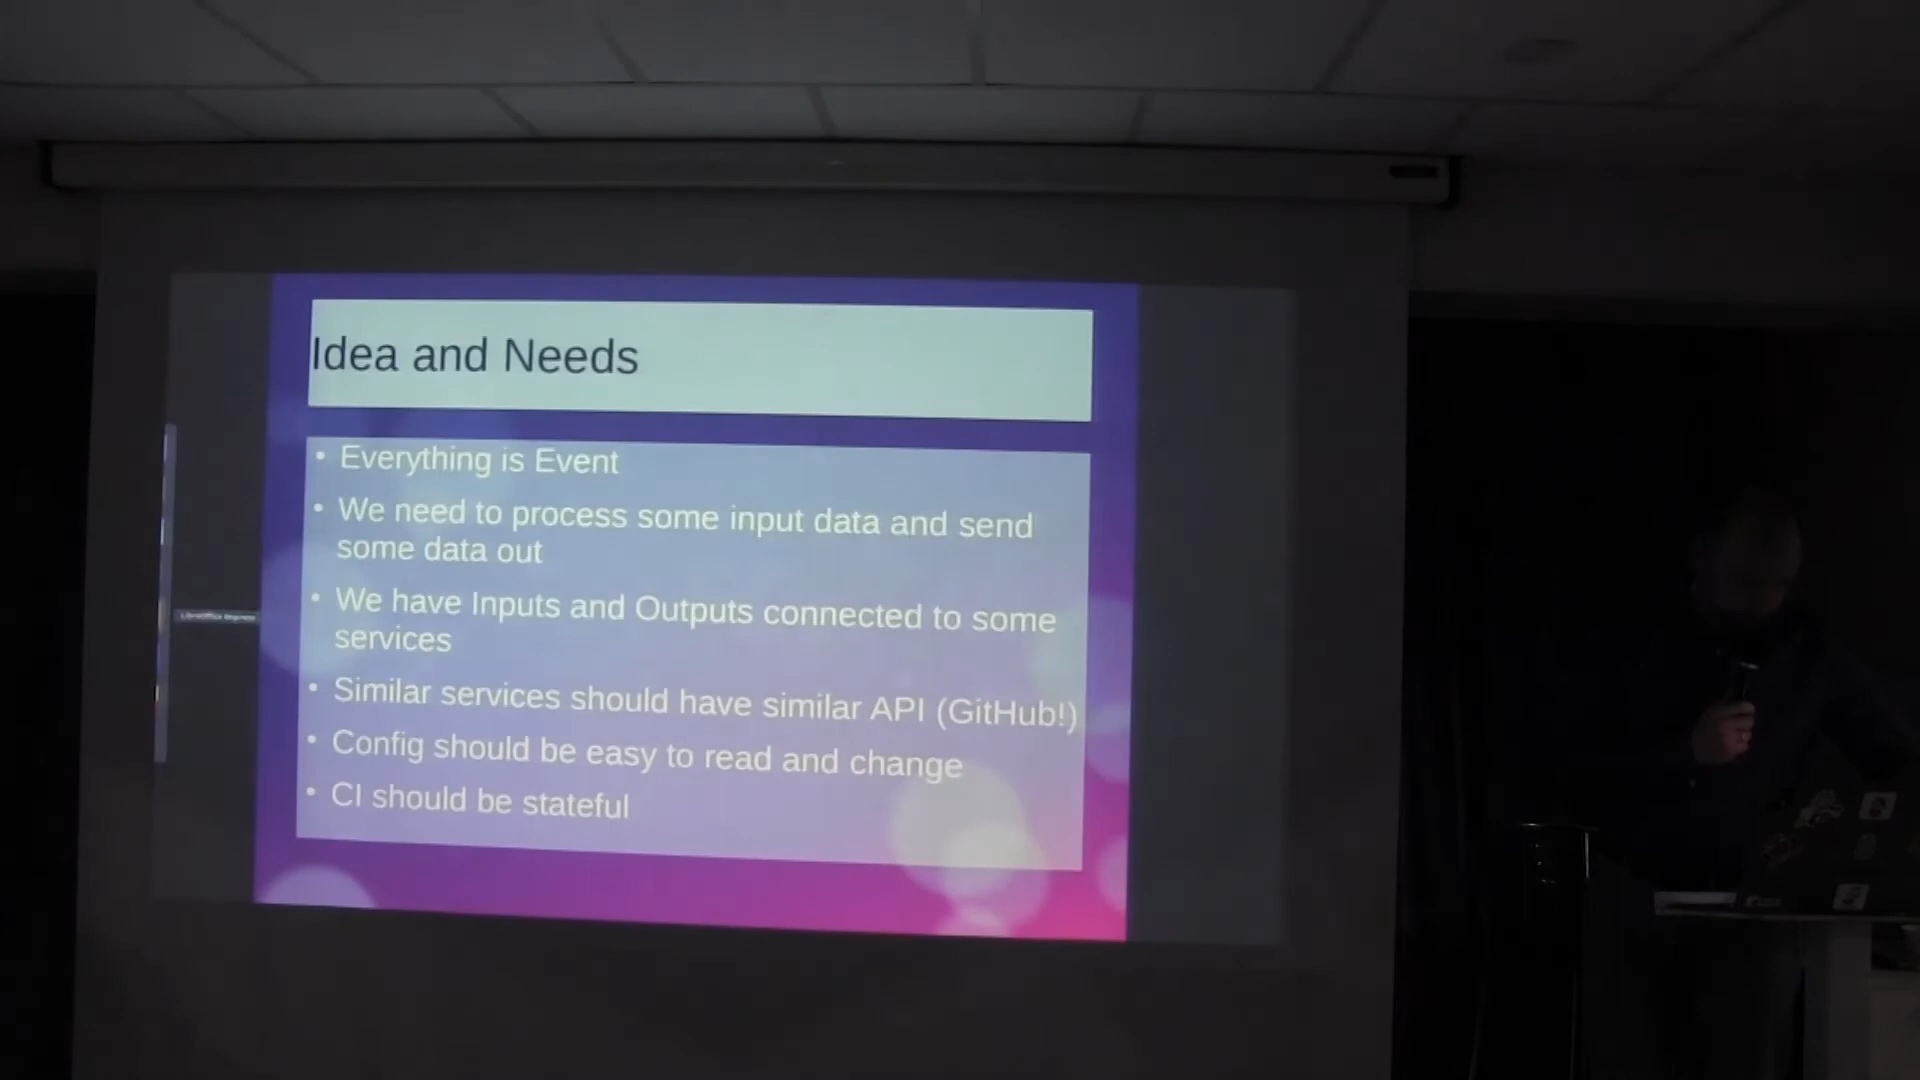 Idea and Needs
• Everything is Event
• We need to process some input data and send
some data out
• We have Inputs and Outputs connected to some
services
• Similar services should have similar API (GitHub!)
• Config should be easy to read and change
• CI should be stateful
LibreOffice Impress